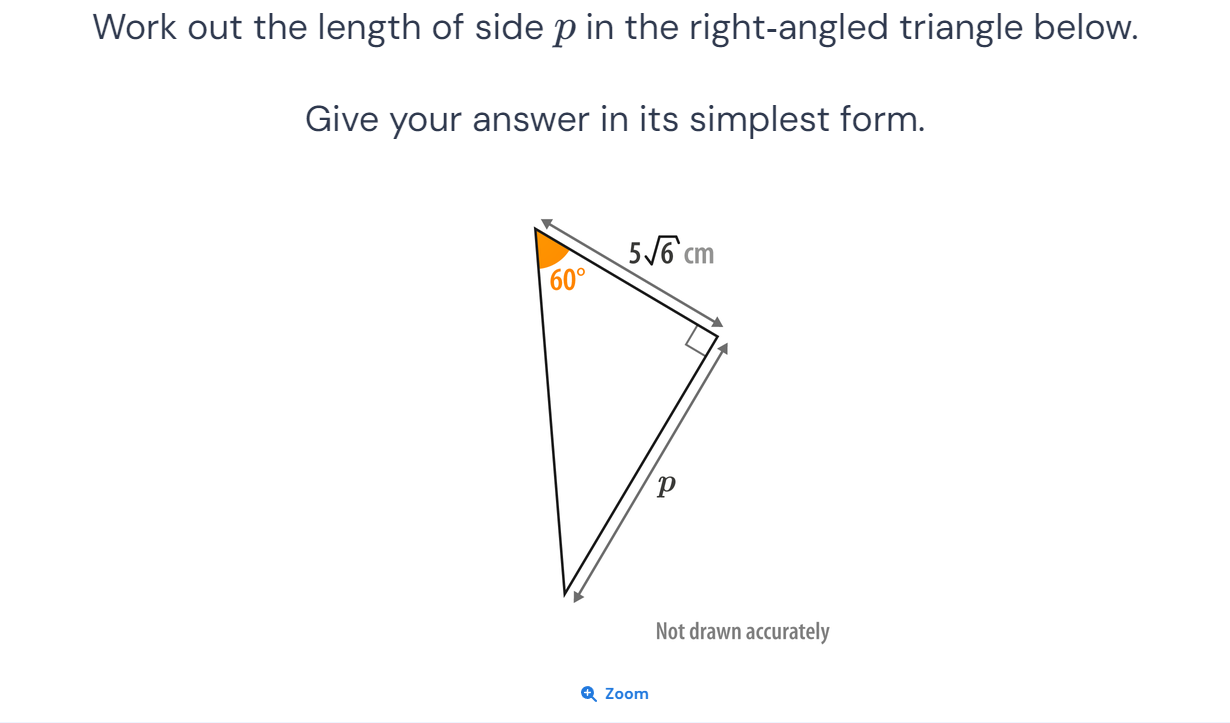 Work out the length of side p in the right-angled triangle below.
Give your answer in its simplest form.
5√6 cm
60°
p
Not drawn accurately
Zoom